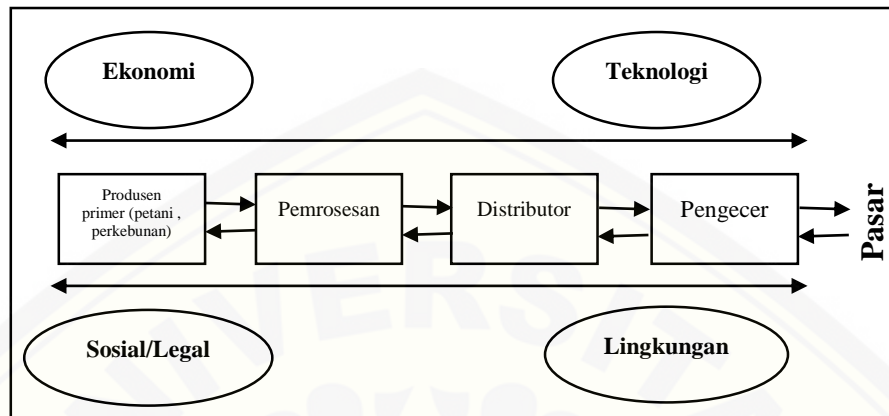 Ekonomi
Teknologi
Produsen
primer (petani ,
perkebunan)
Pemrosesan
Distributor
Pengecer
Pasar
Sosial/Legal
Lingkungan